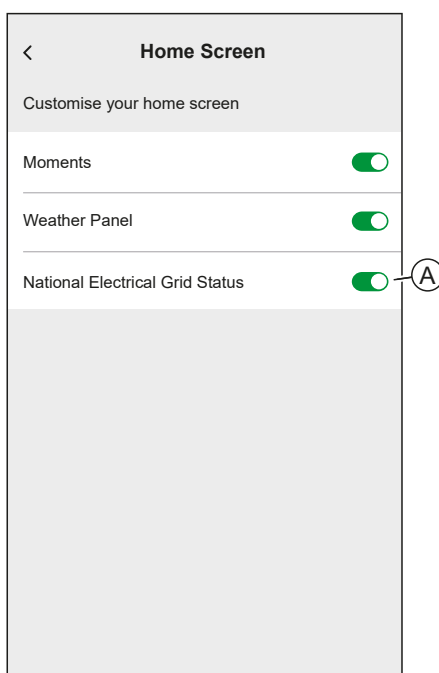 Home Screen
Customise your home screen
Moments
Weather Panel
National Electrical Grid Status
A